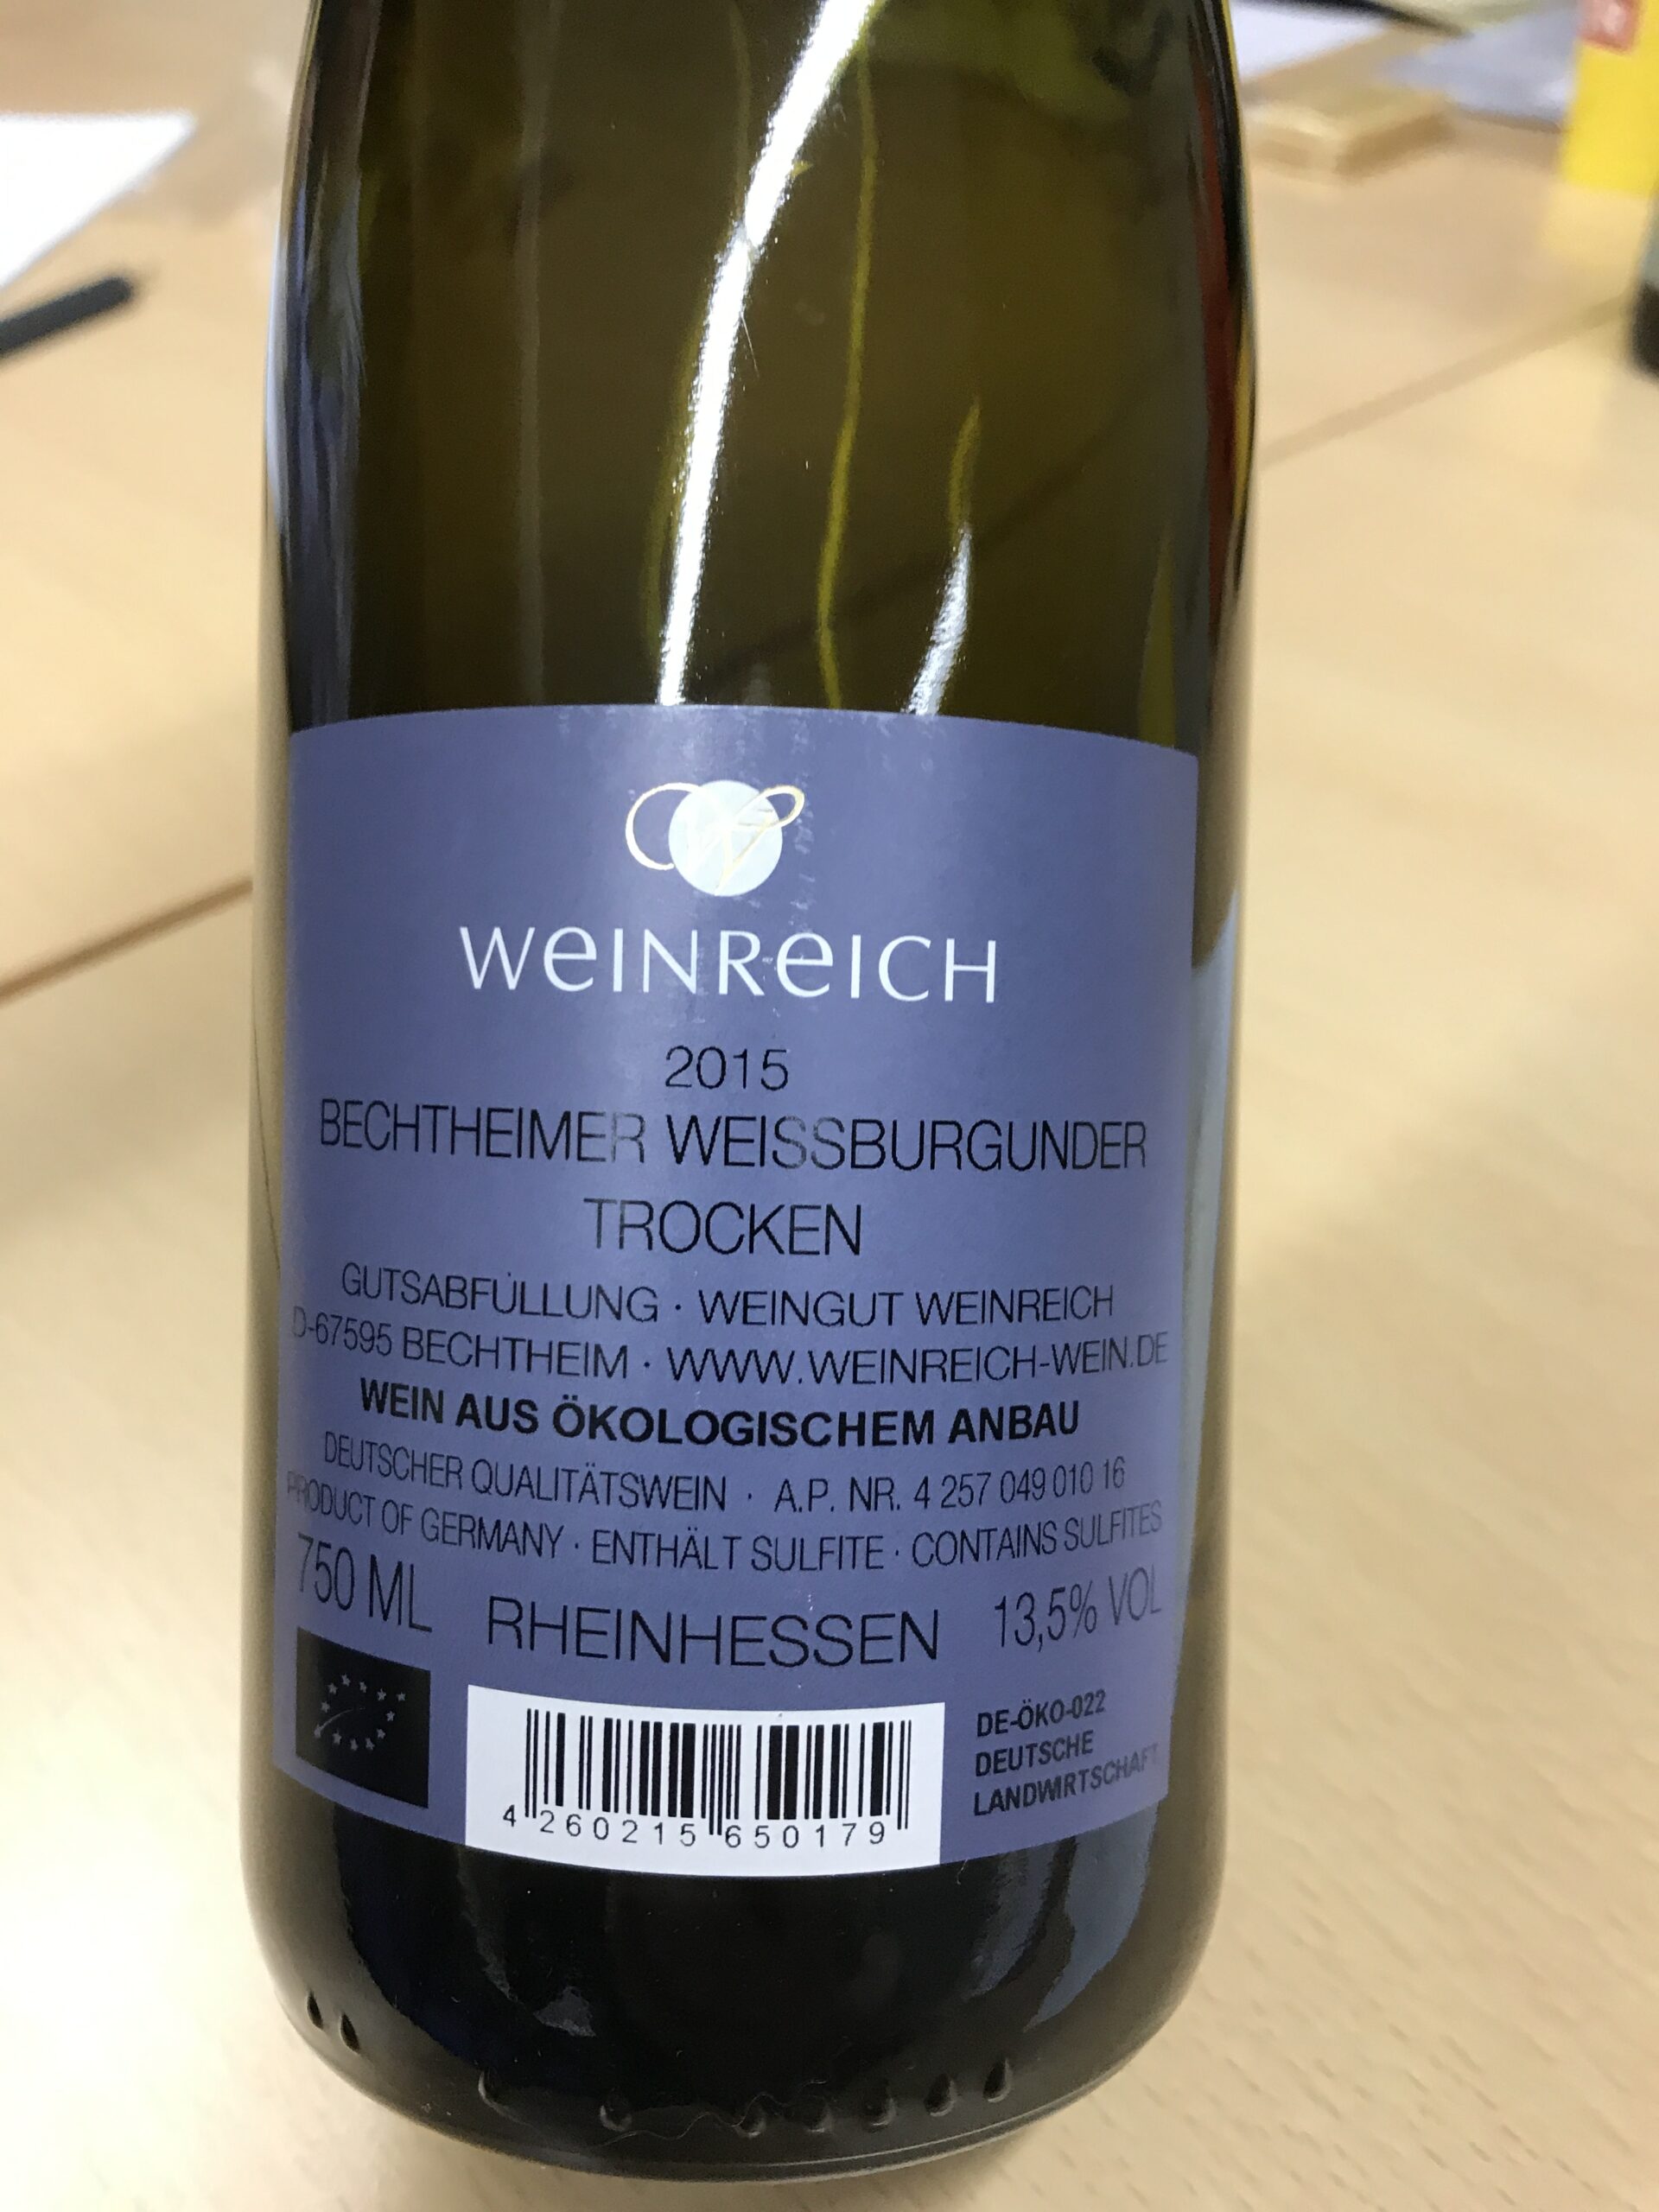 WEINREICH
2015
BECHTHEIMER WEISSBURGUNDER
TROCKEN
GUTSABFÜLLUNG · WEINGUT WEINREICH
D-67595 BECHTHEIM · WWW.WEINREICH-WEIN.DE
WEIN AUS ÖKOLOGISCHEM ANBAU
DEUTSCHER QUALITÄTSWEIN · A.P. NR. 4 257 049 010 16
PRODUCT OF GERMANY · ENTHÄLT SULFITE · CONTAINS SULFITES
750 ML RHEINHESSEN 13,5% VOL
DE-ÖKO-022
DEUTSCHE
LANDWIRTSCHAFT
4 260215 650179